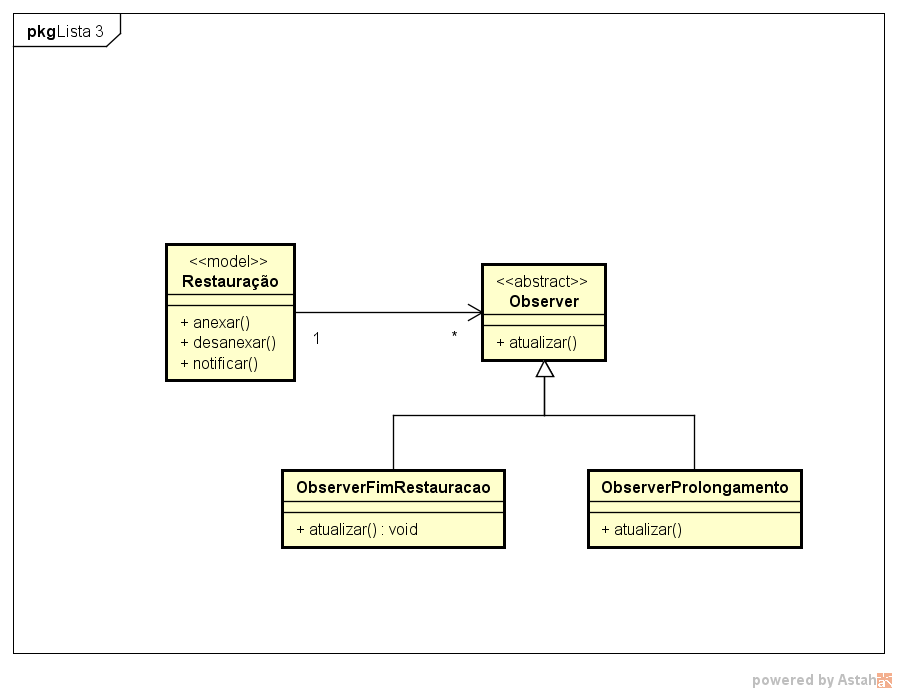 pkg Lista 3
<<model>>
Restauração
+ anexar()
+ desanexar()
+ notificar()
1
*
<<abstract>>
Observer
+ atualizar()
ObserverFimRestauracao
+ atualizar() : void
ObserverProlongamento
+ atualizar()
powered by Astah